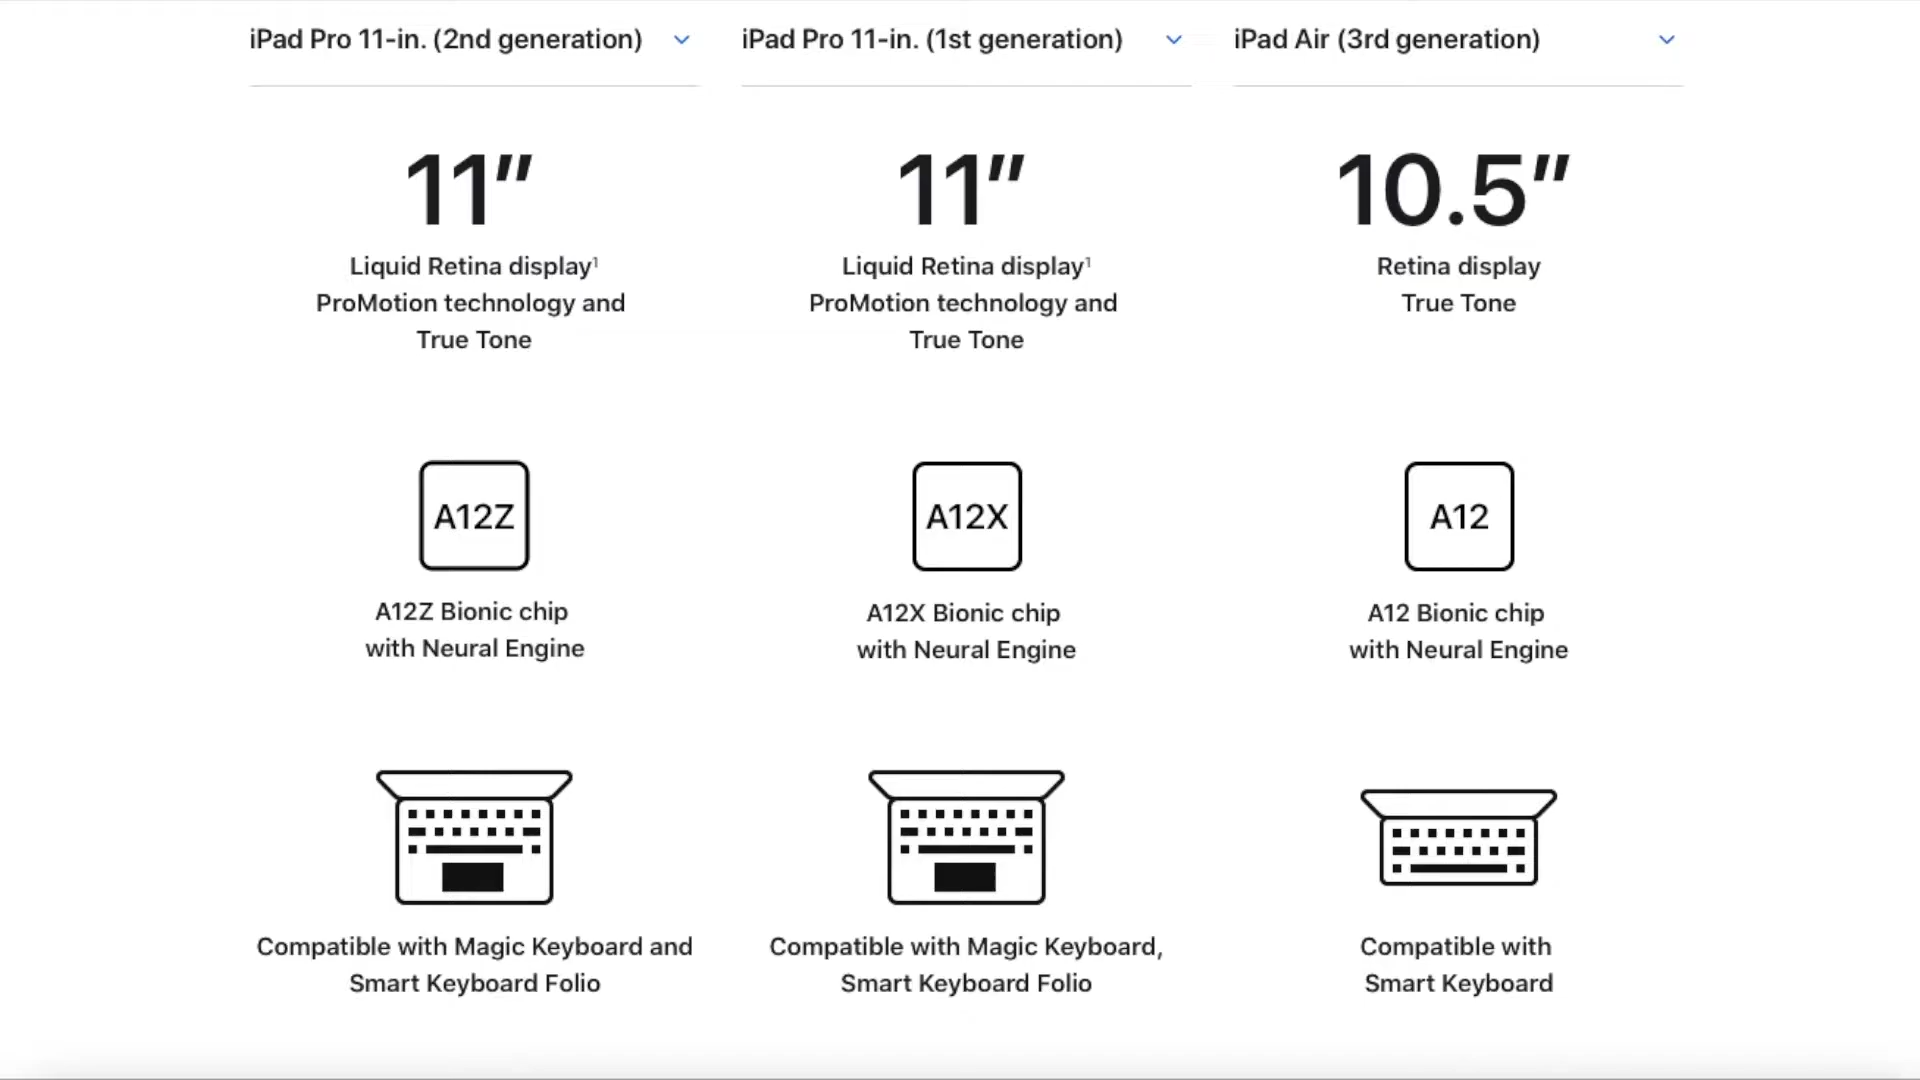 iPad Pro 11-in. (2nd generation)
iPad Pro 11-in. (1st generation)
iPad Air (3rd generation)
11″
Liquid Retina display¹
ProMotion technology and
True Tone
11″
Liquid Retina display¹
ProMotion technology and
True Tone
10.5″
Retina display
True Tone
A12Z
A12Z Bionic chip
with Neural Engine
A12X
A12X Bionic chip
with Neural Engine
A12
A12 Bionic chip
with Neural Engine
Compatible with Magic Keyboard and
Smart Keyboard Folio
Compatible with Magic Keyboard,
Smart Keyboard Folio
Compatible with
Smart Keyboard